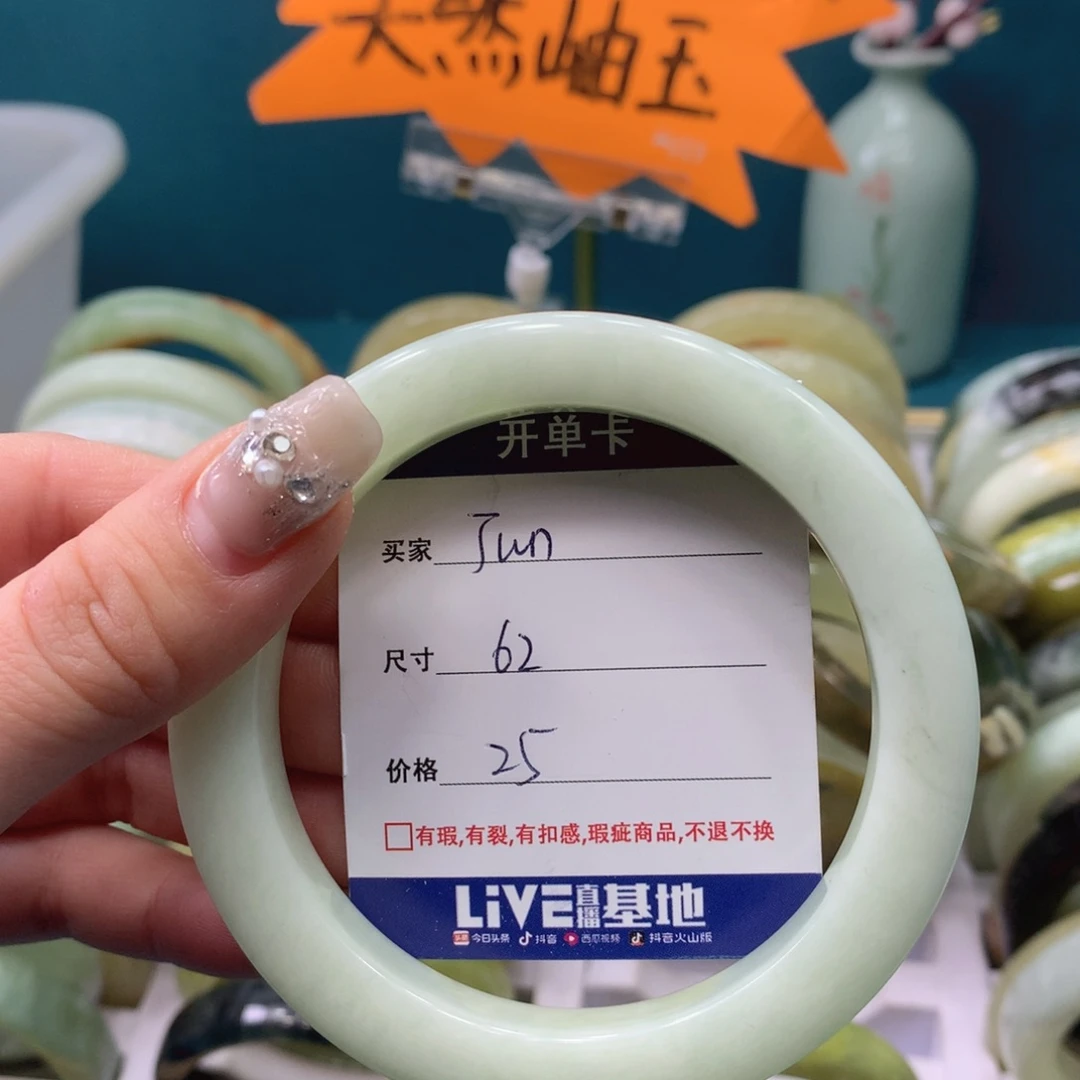 天然岫玉
开单卡
买家 Jun
尺寸 62
价格 25
有瑕,有裂,有扣感,瑕疵商品,不退不换
LiVE直播基地
头条 今日头条 抖音 西瓜视频 抖音火山版